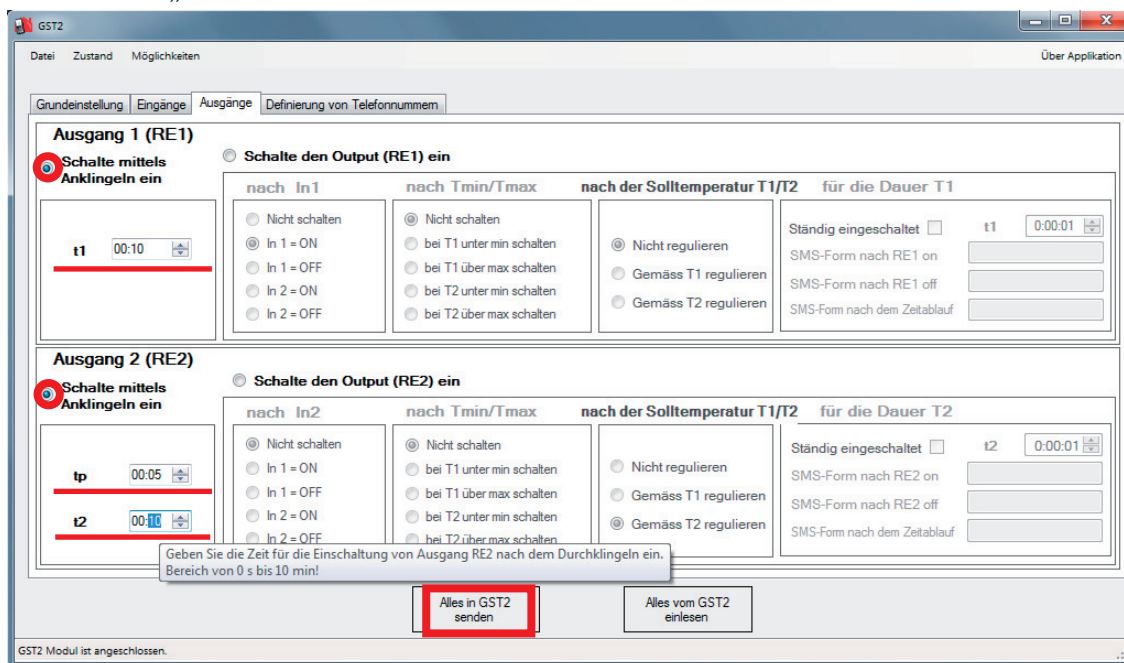 GST2
Datei Zustand Möglichkeiten Über Applikation
Grundeinstellung Eingänge Ausgänge Definierung von Telefonnummern
Ausgang 1 (RE1)
Schalte mittels
Anklingeln ein
Schalte den Output (RE1) ein
t1 00:10
nach In1
Nicht schalten
In 1 = ON
In 1 = OFF
In 2 = ON
In 2 = OFF
nach Tmin/Tmax
Nicht schalten
bei T1 unter min schalten
bei T1 über max schalten
bei T2 unter min schalten
bei T2 über max schalten
nach der Solltemperatur T1/T2
Nicht regulieren
Gemäss T1 regulieren
Gemäss T2 regulieren
für die Dauer T1
Ständig eingeschaltet t1 0:00:01
SMS-Form nach RE1 on
SMS-Form nach RE1 off
SMS-Form nach dem Zeitablauf
Ausgang 2 (RE2)
Schalte mittels
Anklingeln ein
Schalte den Output (RE2) ein
tp 00:05
t2 00:10
nach In2
Nicht schalten
In 1 = ON
In 1 = OFF
In 2 = ON
In 2 = OFF
nach Tmin/Tmax
Nicht schalten
bei T1 unter min schalten
bei T1 über max schalten
bei T2 unter min schalten
bei T2 über max schalten
nach der Solltemperatur T1/T2
Nicht regulieren
Gemäss T1 regulieren
Gemäss T2 regulieren
für die Dauer T2
Ständig eingeschaltet t2 0:00:01
SMS-Form nach RE2 on
SMS-Form nach RE2 off
SMS-Form nach dem Zeitablauf
Geben Sie die Zeit für die Einschaltung von Ausgang RE2 nach dem Durchklingeln ein.
Bereich von 0 s bis 10 min!
Alles in GST2
senden
Alles vom GST2
einlesen
GST2 Modul ist angeschlossen.